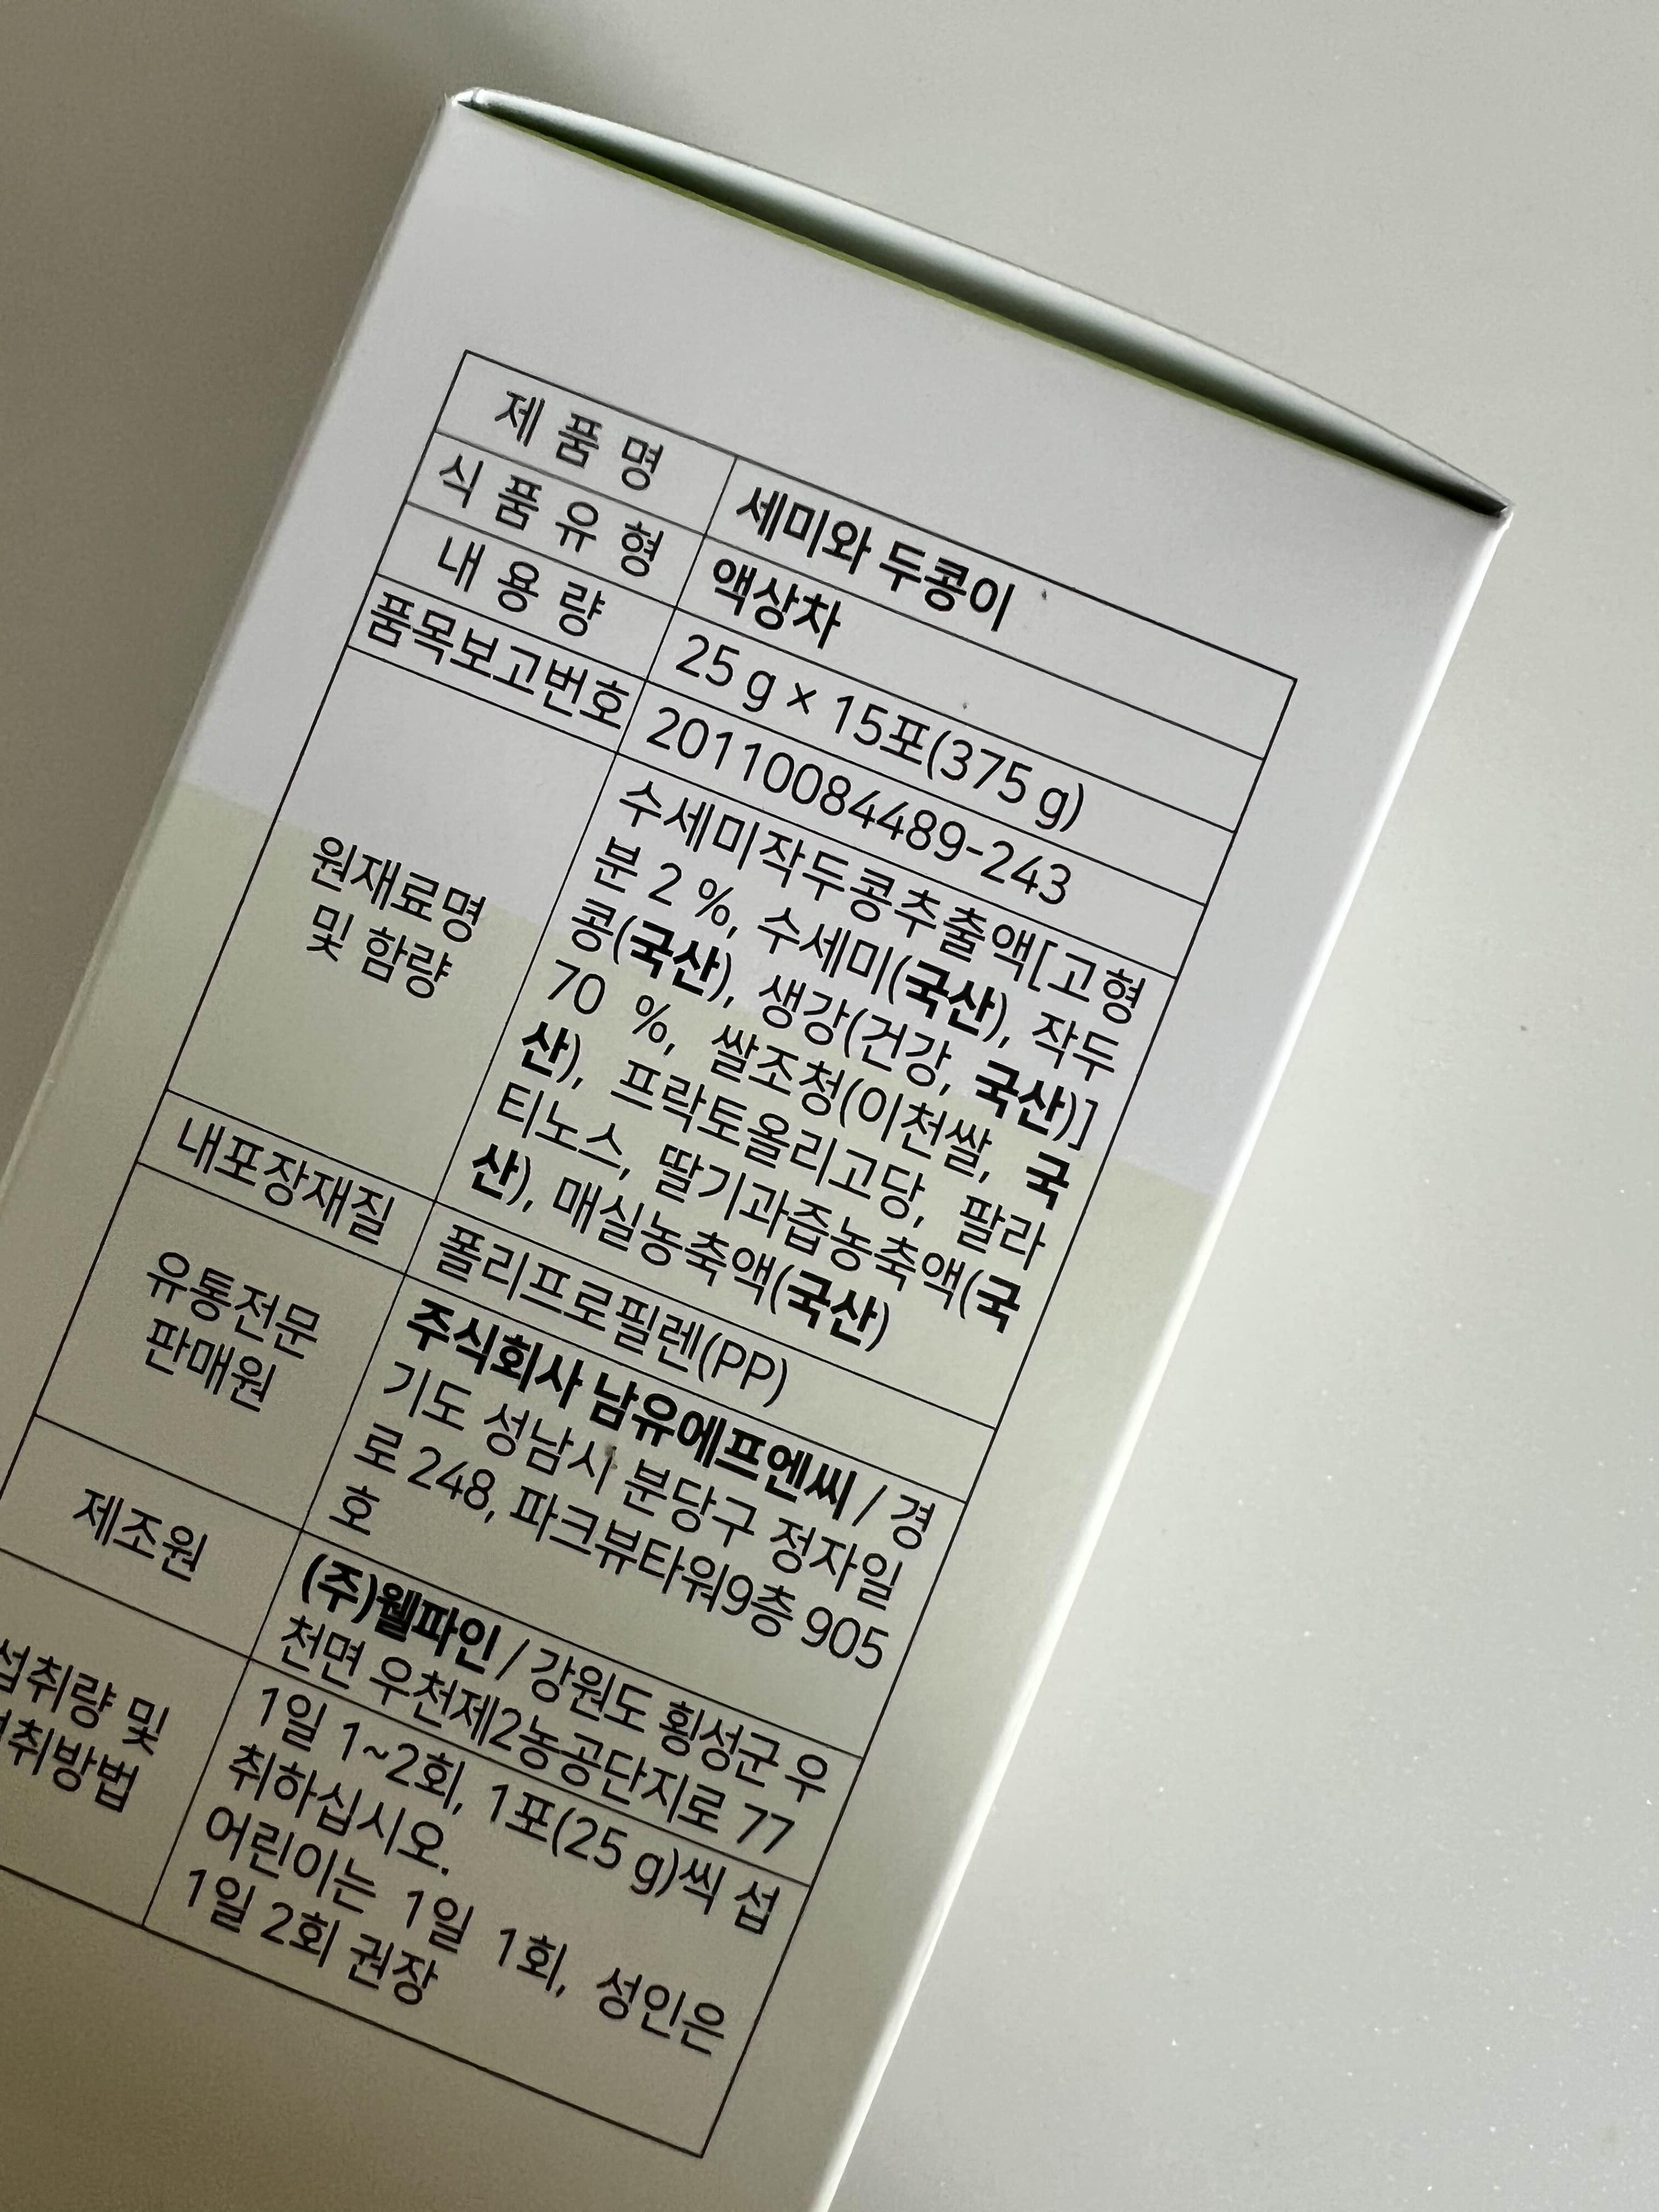 제 품 명
세미와 두콩이
식 품 유 형
액상차
내 용 량
25 g × 15포(375 g)
품목보고번호
20110084489-243
원재료명
및 함량
수세미작두콩추출액[고형
분 2 %, 수세미(국산), 작두
콩(국산), 생강(건강, 국산)]
70 %, 쌀조청(이천쌀, 국
산), 프락토올리고당, 팔라
티노스, 딸기과즙농축액(국
산), 매실농축액(국산)
내포장재질
폴리프로필렌(PP)
유통전문
판매원
주식회사 남유에프엔씨 / 경
기도 성남시 분당구 정자일
로 248, 파크뷰타워9층 905
호
제조원
(주)웰파인 / 강원도 횡성군 우
천면 우천제2농공단지로 77
섭취량 및
섭취방법
1일 1~2회, 1포(25 g)씩 섭
취하십시오.
어린이는 1일 1회, 성인은
1일 2회 권장